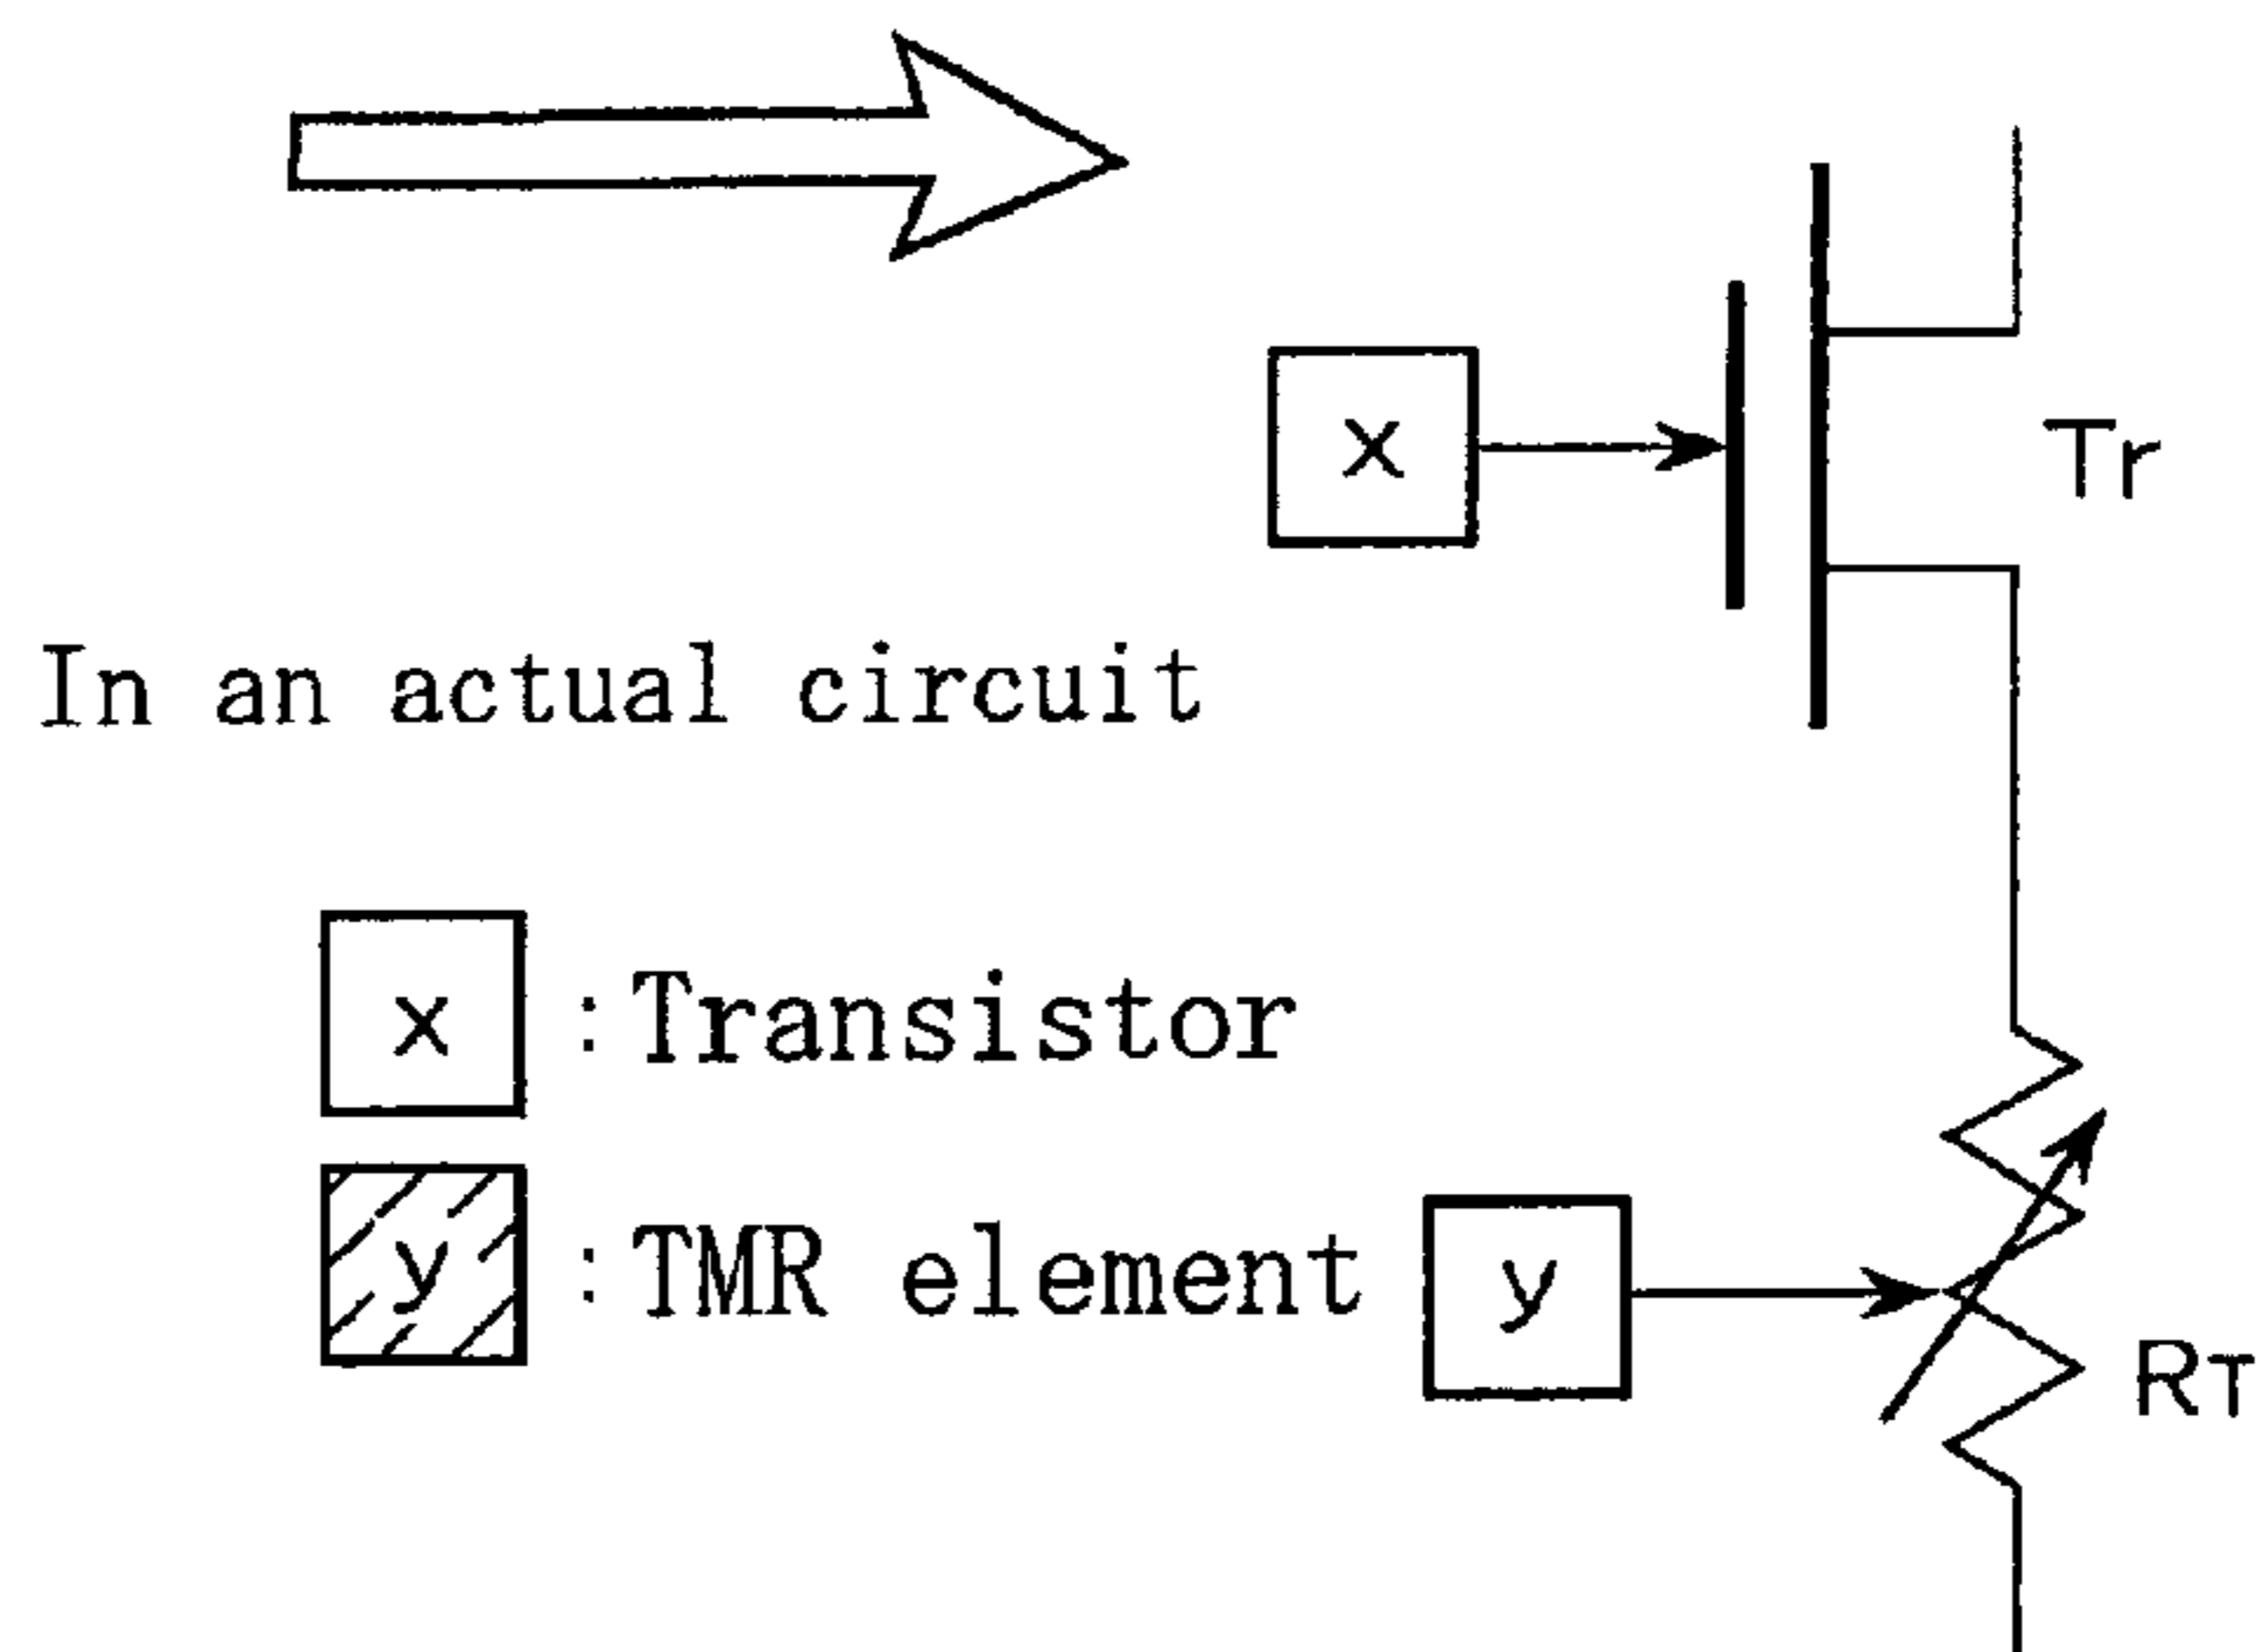 x
Tr
In an actual circuit
x :Transistor
y :TMR element
y
RT